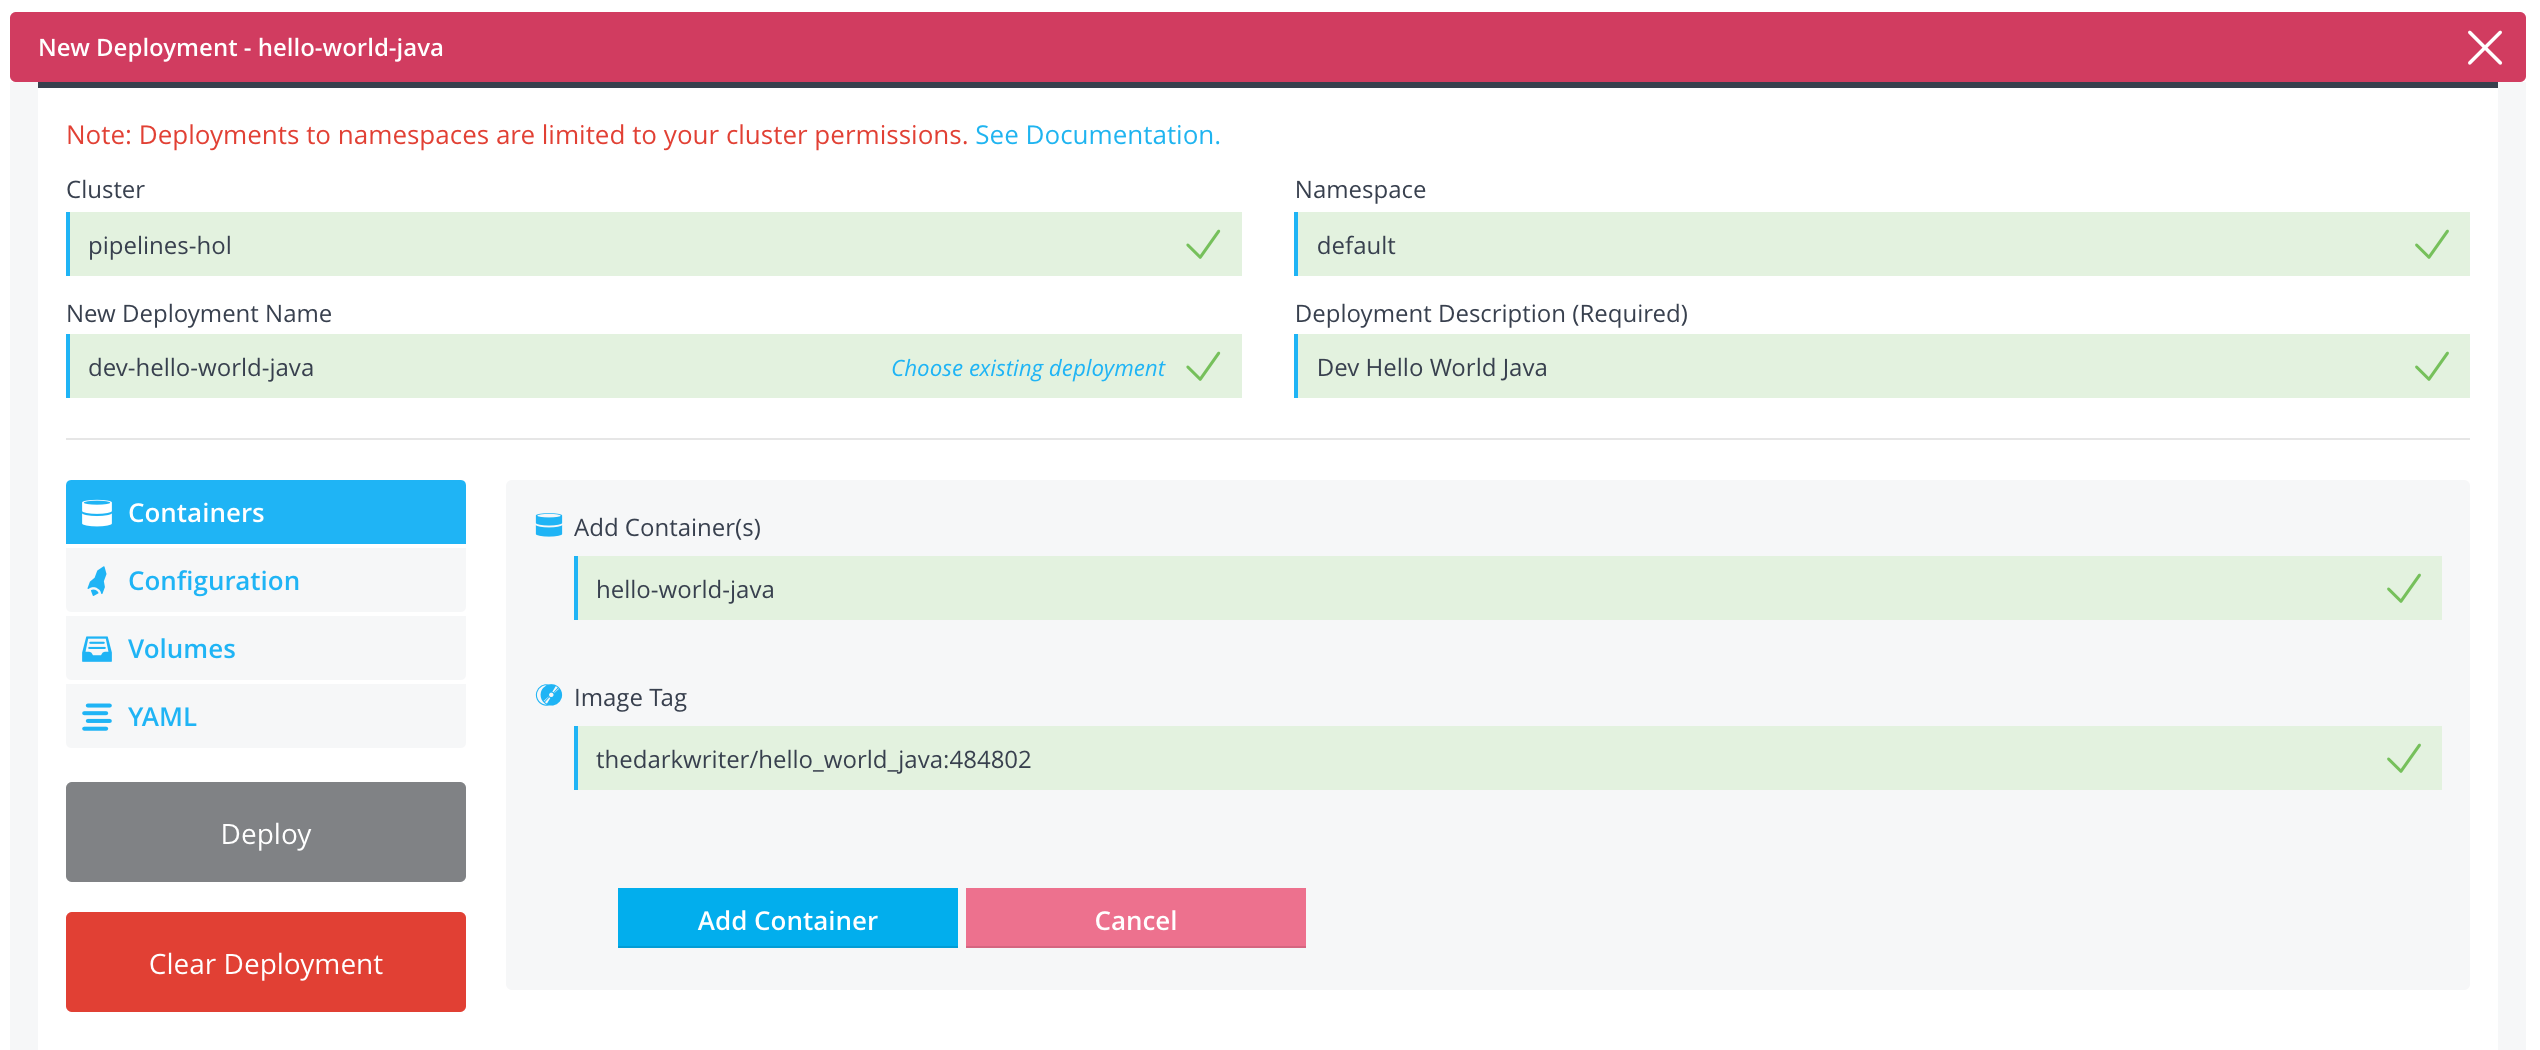 New Deployment - hello-world-java
Note: Deployments to namespaces are limited to your cluster permissions. See Documentation.
Cluster
pipelines-hol
Namespace
default
New Deployment Name
dev-hello-world-java
Choose existing deployment
Deployment Description (Required)
Dev Hello World Java
Containers
Configuration
Volumes
YAML
Deploy
Clear Deployment
Add Container(s)
hello-world-java
Image Tag
thedarkwriter/hello_world_java:484802
Add Container
Cancel